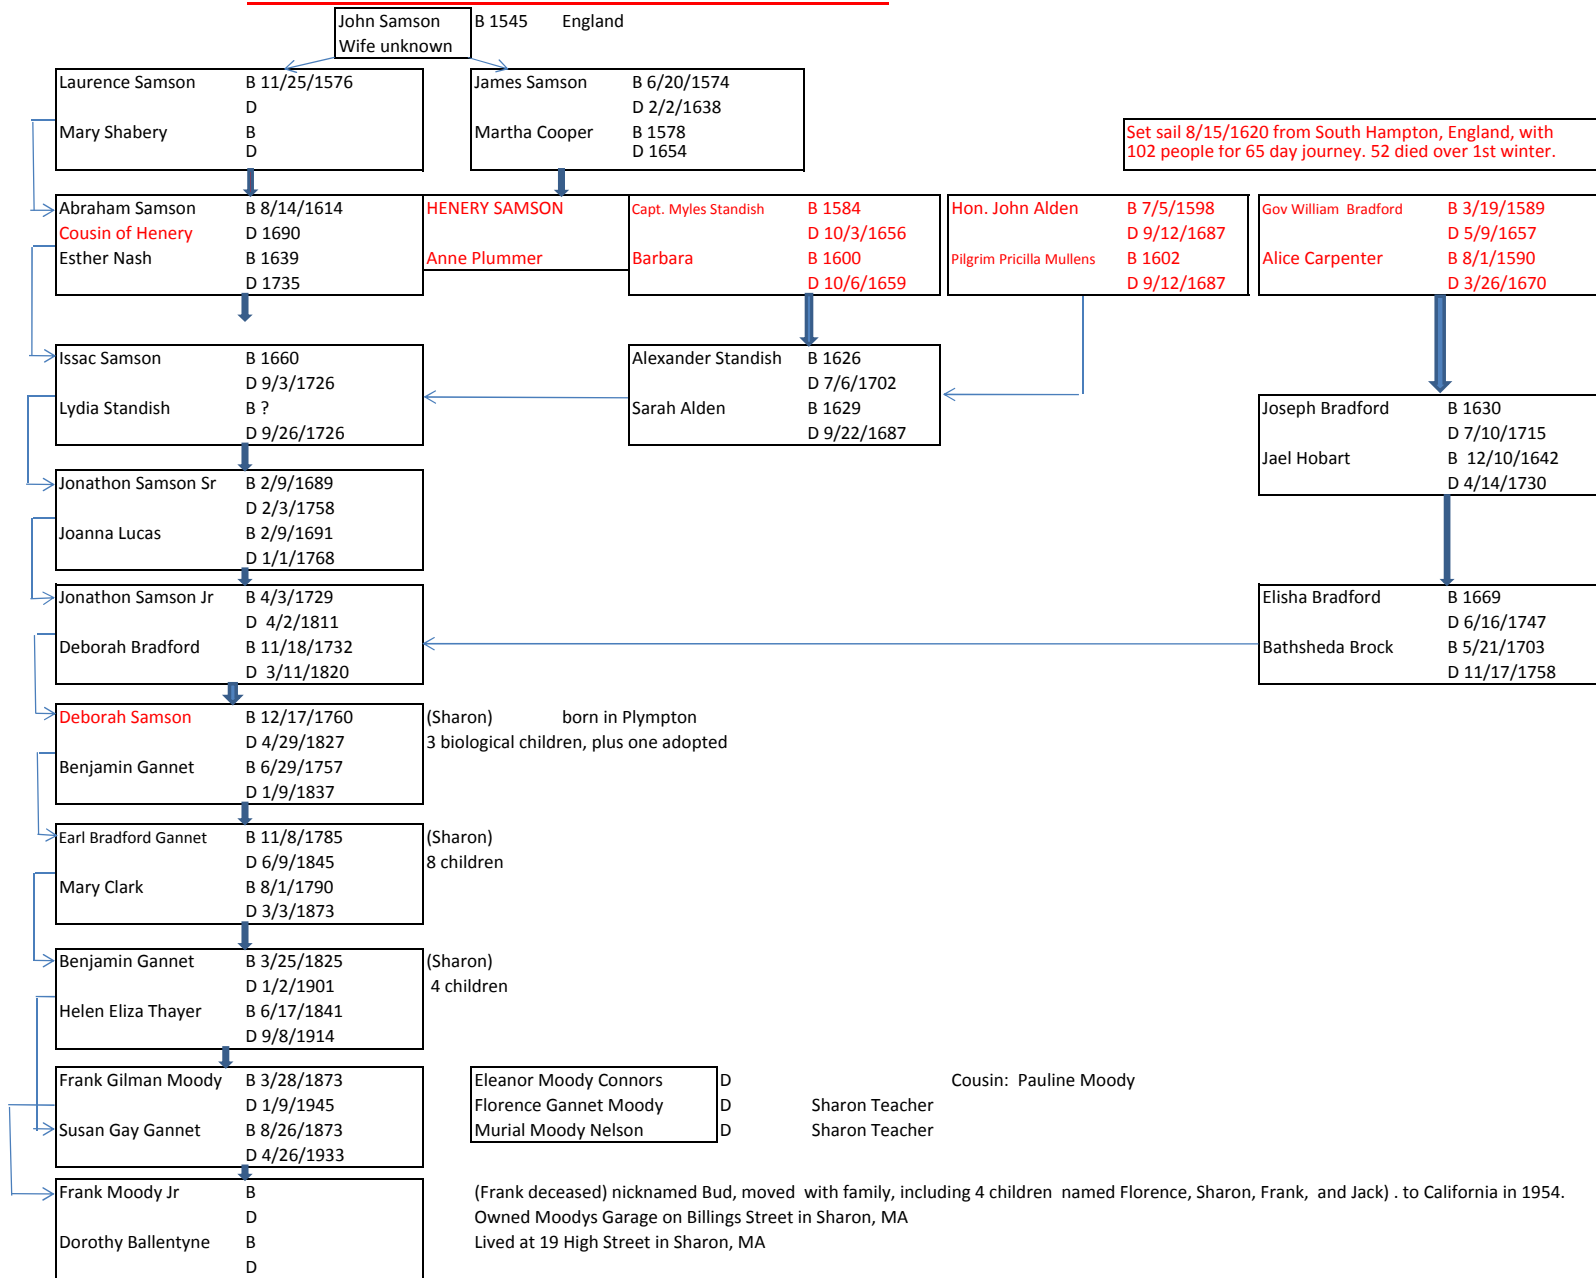 John Samson B 1545 England
Wife unknown
Laurence Samson B 11/25/1576
D
Mary Shabery B
D
James Samson B 6/20/1574
D 2/2/1638
Martha Cooper B 1578
D 1654
Set sail 8/15/1620 from South Hampton, England, with
102 people for 65 day journey. 52 died over 1st winter.
Abraham Samson B 8/14/1614
Cousin of Henery D 1690
Esther Nash B 1639
D 1735
HENERY SAMSON
Anne Plummer
Capt. Myles Standish B 1584
D 10/3/1656
Barbara B 1600
D 10/6/1659
Hon. John Alden B 7/5/1598
D 9/12/1687
Pilgrim Pricilla Mullens B 1602
D 9/12/1687
Gov William Bradford B 3/19/1589
D 5/9/1657
Alice Carpenter B 8/1/1590
D 3/26/1670
Issac Samson B 1660
D 9/3/1726
Lydia Standish B ?
D 9/26/1726
Alexander Standish B 1626
D 7/6/1702
Sarah Alden B 1629
D 9/22/1687
Joseph Bradford B 1630
D 7/10/1715
Jael Hobart B 12/10/1642
D 4/14/1730
Jonathon Samson Sr B 2/9/1689
D 2/3/1758
Joanna Lucas B 2/9/1691
D 1/1/1768
Jonathon Samson Jr B 4/3/1729
D 4/2/1811
Deborah Bradford B 11/18/1732
D 3/11/1820
Elisha Bradford B 1669
D 6/16/1747
Bathsheda Brock B 5/21/1703
D 11/17/1758
Deborah Samson B 12/17/1760 (Sharon) born in Plympton
D 4/29/1827 3 biological children, plus one adopted
Benjamin Gannet B 6/29/1757
D 1/9/1837
Earl Bradford Gannet B 11/8/1785 (Sharon)
D 6/9/1845 8 children
Mary Clark B 8/1/1790
D 3/3/1873
Benjamin Gannet B 3/25/1825 (Sharon)
D 1/2/1901 4 children
Helen Eliza Thayer B 6/17/1841
D 9/8/1914
Frank Gilman Moody B 3/28/1873
D 1/9/1945
Susan Gay Gannet B 8/26/1873
D 4/26/1933
Eleanor Moody Connors D Cousin: Pauline Moody
Florence Gannet Moody D Sharon Teacher
Murial Moody Nelson D Sharon Teacher
Frank Moody Jr B (Frank deceased) nicknamed Bud, moved with family, including 4 children named Florence, Sharon, Frank, and Jack) . to California in 1954.
D Owned Moodys Garage on Billings Street in Sharon, MA
Dorothy Ballentyne B Lived at 19 High Street in Sharon, MA
D